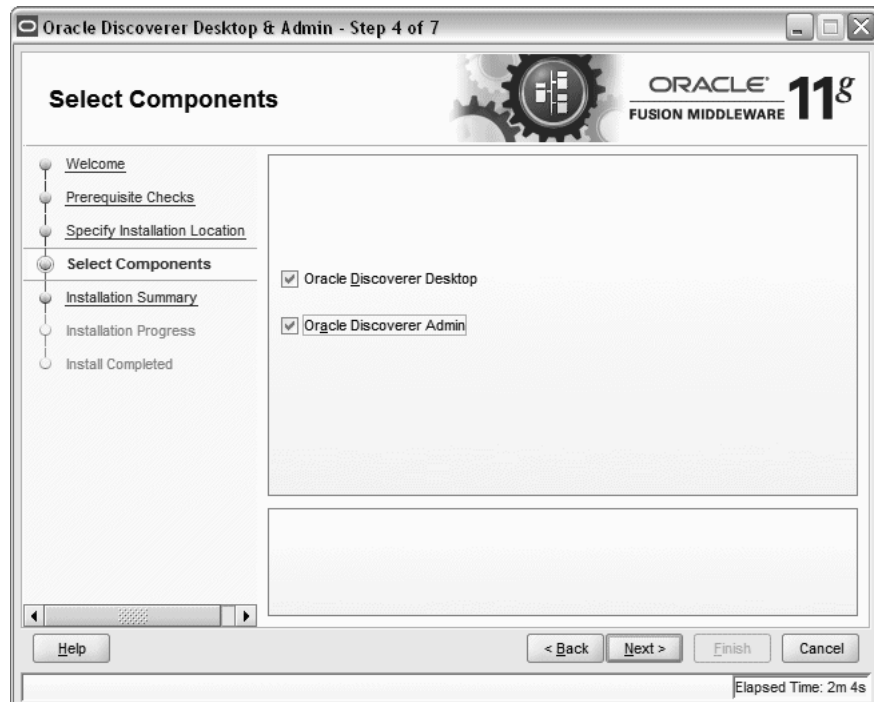 Oracle Discoverer Desktop & Admin - Step 4 of 7
Select Components
ORACLE
FUSION MIDDLEWARE
11g
Welcome
Prerequisite Checks
Specify Installation Location
Select Components
Installation Summary
Installation Progress
Install Completed
Oracle Discoverer Desktop
Oracle Discoverer Admin
Help
< Back
Next >
Finish
Cancel
Elapsed Time: 2m 4s